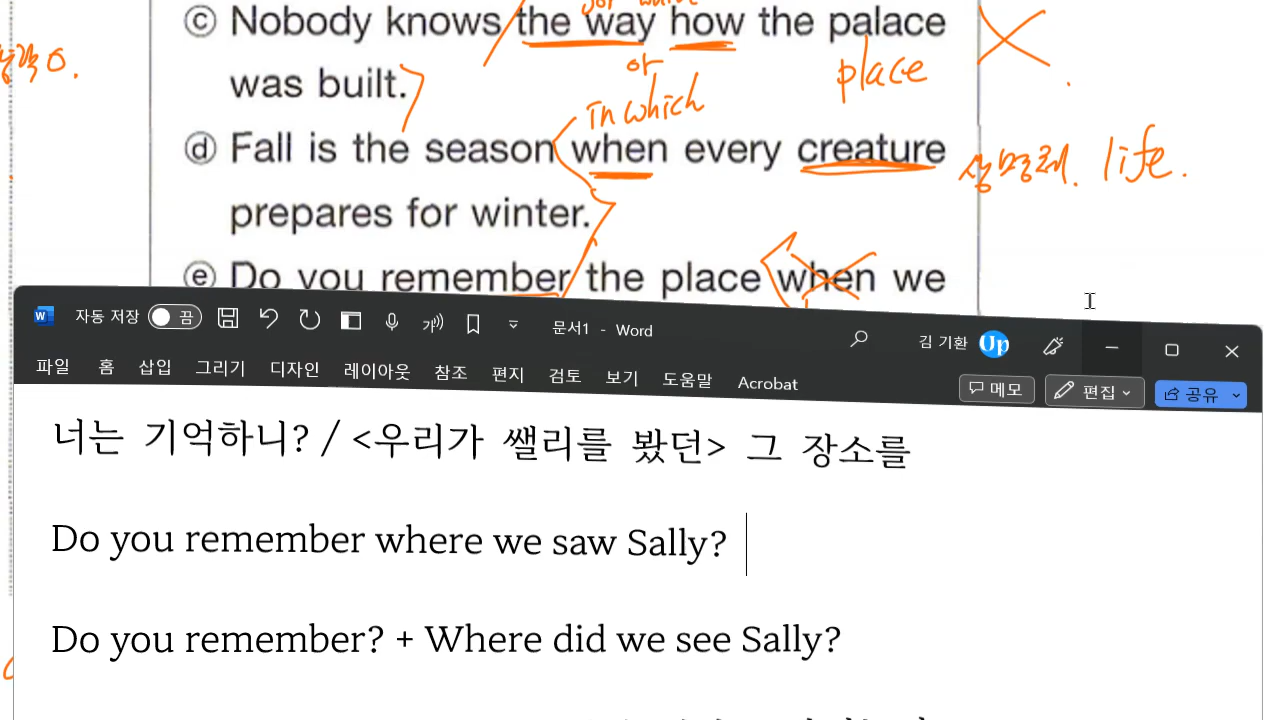 ⓒ Nobody knows the way how the palace
생략 O.
or
place
was built.
in which
ⓓ Fall is the season when every creature
생명체. life.
prepares for winter.
ⓔ Do you remember the place when we
자동 저장 끔 문서1 - Word 김 기환 Up
파일 홈 삽입 그리기 디자인 레이아웃 참조 편지 검토 보기 도움말 Acrobat 메모 편집 공유
너는 기억하니? / <우리가 쌜리를 봤던> 그 장소를
Do you remember where we saw Sally?
Do you remember? + Where did we see Sally?